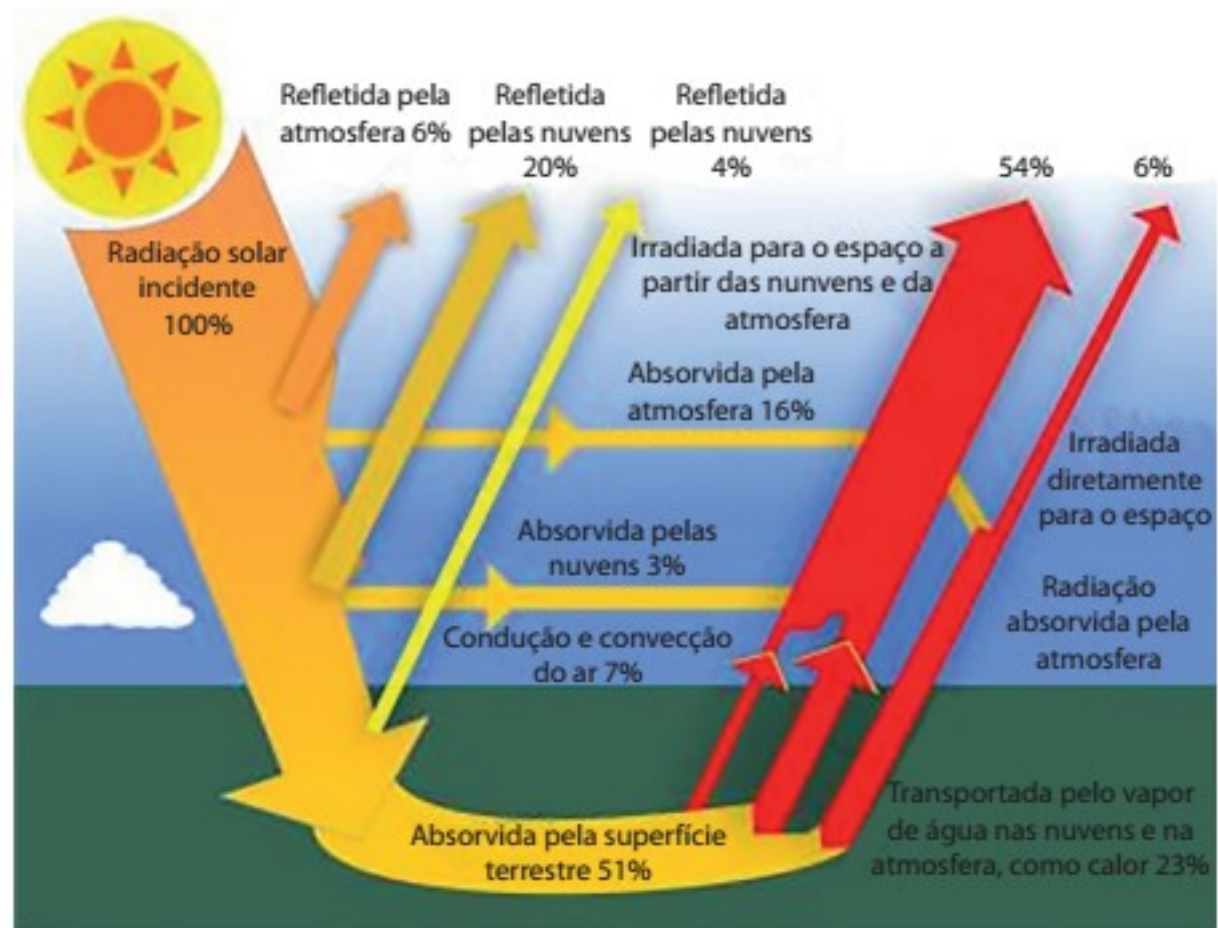 Refletida pela
atmosfera 6%
Refletida
pelas nuvens
20%
Refletida
pelas nuvens
4%
54%
6%
Radiação solar
incidente
100%
Irradiada para o espaço a
partir das nunvens e da
atmosfera
Absorvida pela
atmosfera 16%
Irradiada
diretamente
para o espaço
Absorvida pelas
nuvens 3%
Radiação
absorvida pela
atmosfera
Condução e convecção
do ar 7%
Transportada pelo vapor
de água nas nuvens e na
atmosfera, como calor 23%
Absorvida pela superfície
terrestre 51%